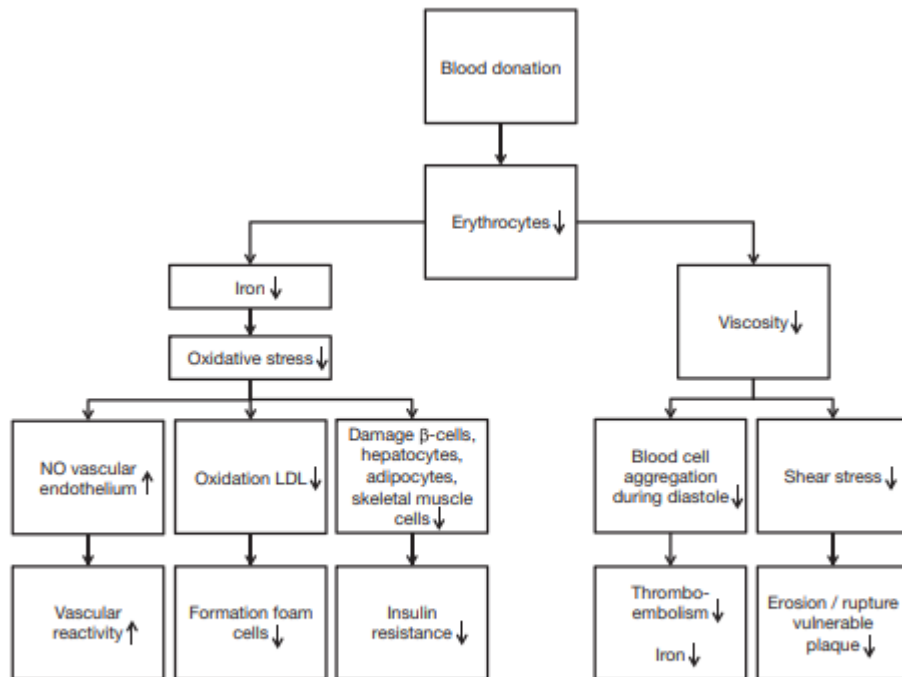 Blood donation
Erythrocytes ↓
Iron ↓
Viscosity ↓
Oxidative stress ↓
NO vascular
endothelium ↑
Oxidation LDL ↓
Damage β-cells,
hepatocytes,
adipocytes,
skeletal muscle
cells ↓
Blood cell
aggregation
during diastole ↓
Shear stress ↓
Vascular
reactivity ↑
Formation foam
cells ↓
Insulin
resistance ↓
Thrombo-
embolism ↓
Iron ↓
Erosion / rupture
vulnerable
plaque ↓